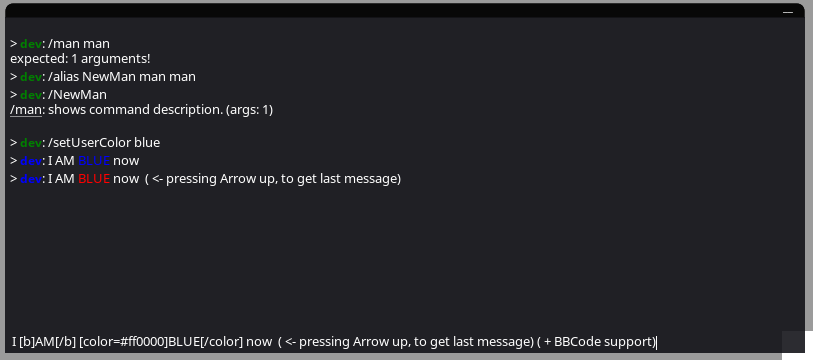 > dev: /man man
expected: 1 arguments!
> dev: /alias NewMan man man
> dev: /NewMan
/man: shows command description. (args: 1)
> dev: /setUserColor blue
> dev: I AM BLUE now
> dev: I AM BLUE now  ( <- pressing Arrow up, to get last message)
I [b]AM[/b] [color=#ff0000]BLUE[/color] now  ( <- pressing Arrow up, to get last message) ( + BBCode support)